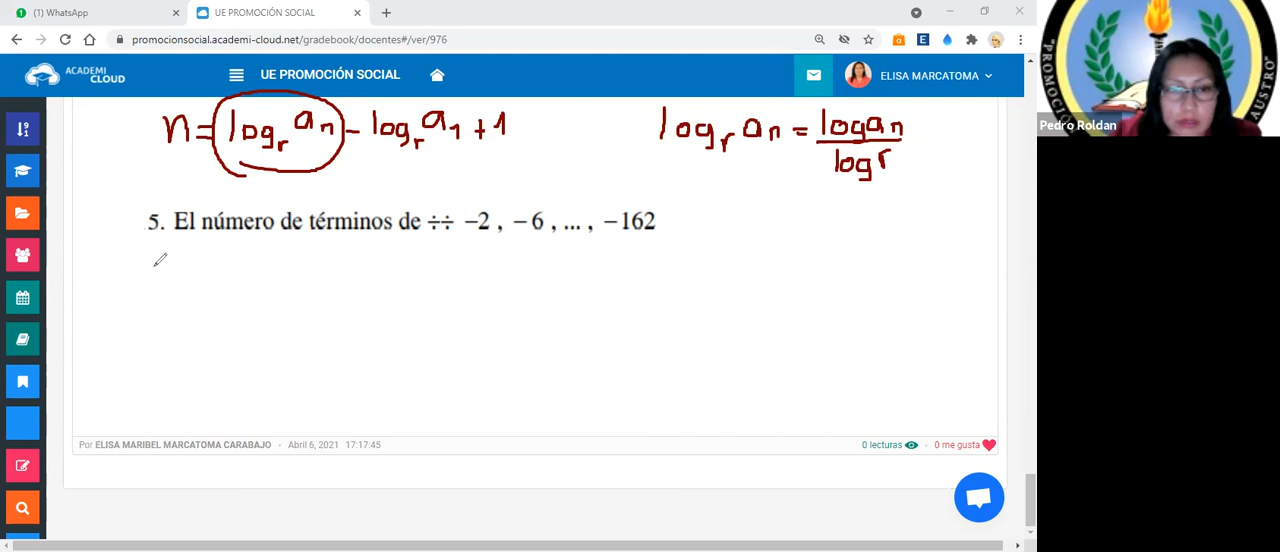 (1) WhatsApp
UE PROMOCIÓN SOCIAL
promocionsocial.academi-cloud.net/gradebook/docentes#/ver/976
ACADEMI CLOUD
UE PROMOCIÓN SOCIAL
ELISA MARCATOMA
n = log_r a_n - log_r a_1 + 1
log_r a_n = log a_n / log r
5. El número de términos de ÷÷ −2 , −6 , ... , −162
Por ELISA MARIBEL MARCATOMA CARABAJO - Abril 6, 2021 17:17:45
0 lecturas - 0 me gusta
Pedro Roldan